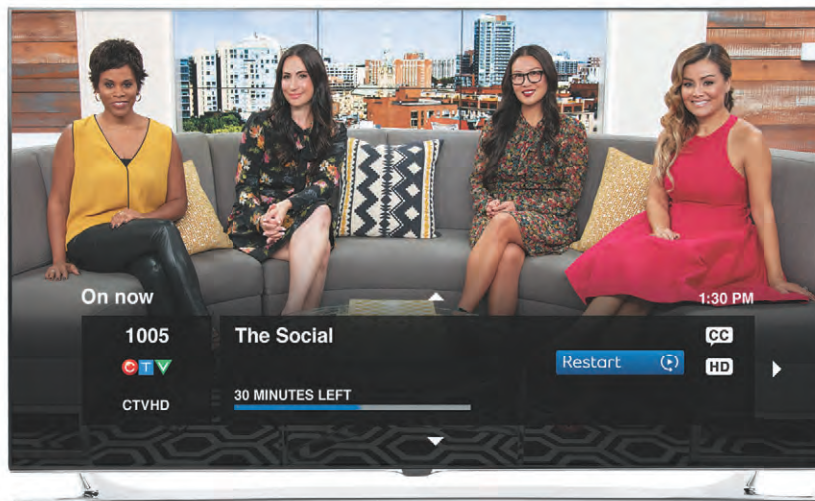 On now
1:30 PM
1005
The Social
CC
CTV
Restart
HD
30 MINUTES LEFT
CTVHD